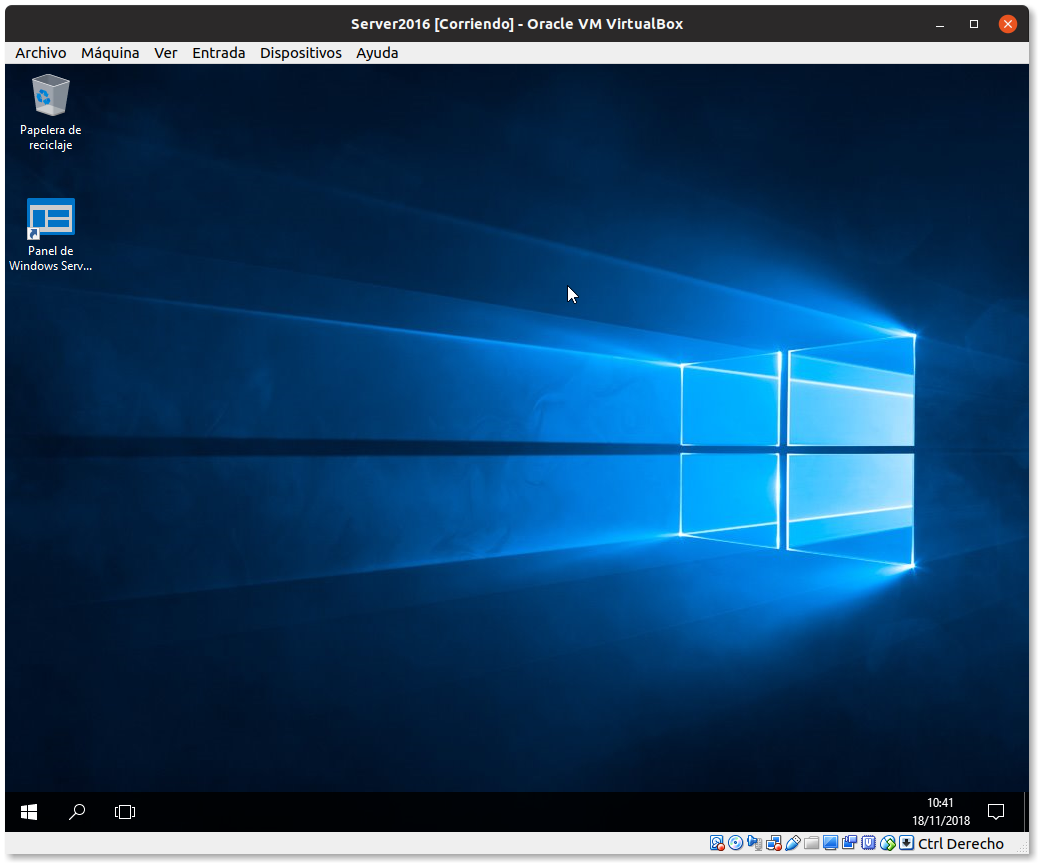 Server2016 [Corriendo] - Oracle VM VirtualBox
Archivo Máquina Ver Entrada Dispositivos Ayuda
Papelera de
reciclaje
Panel de
Windows Serv...
10:41
18/11/2018
Ctrl Derecho